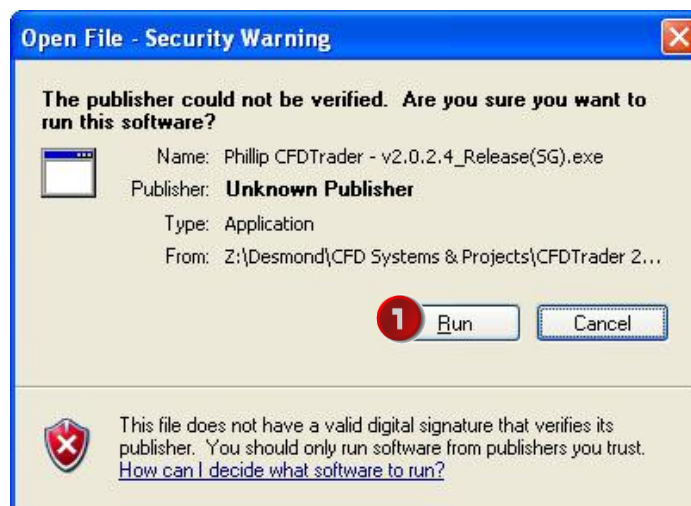 Open File - Security Warning
The publisher could not be verified. Are you sure you want to
run this software?
Name: Phillip CFDTrader - v2.0.2.4_Release(SG).exe
Publisher: Unknown Publisher
Type: Application
From: Z:\Desmond\CFD Systems & Projects\CFDTrader 2...
1 Run Cancel
This file does not have a valid digital signature that verifies its
publisher. You should only run software from publishers you trust.
How can I decide what software to run?